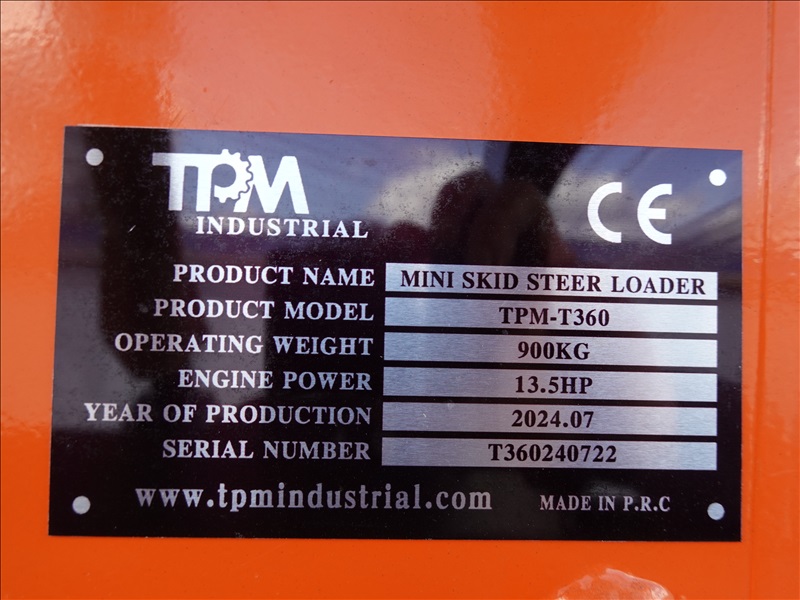 TPM
INDUSTRIAL
CE
PRODUCT NAME MINI SKID STEER LOADER
PRODUCT MODEL TPM-T360
OPERATING WEIGHT 900KG
ENGINE POWER 13.5HP
YEAR OF PRODUCTION 2024.07
SERIAL NUMBER T360240722
www.tpmindustrial.com MADE IN P.R.C